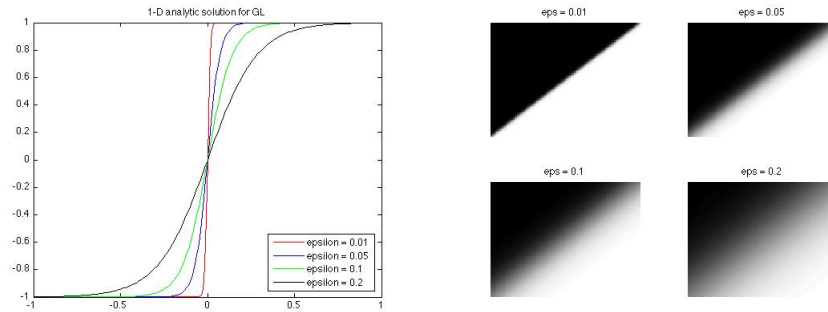 1-D analytic solution for GL
1
0.8
0.6
0.4
0.2
0
-0.2
-0.4
-0.6
-0.8
-1
-1
-0.5
0
0.5
1
epsilon = 0.01
epsilon = 0.05
epsilon = 0.1
epsilon = 0.2
eps = 0.01
eps = 0.05
eps = 0.1
eps = 0.2